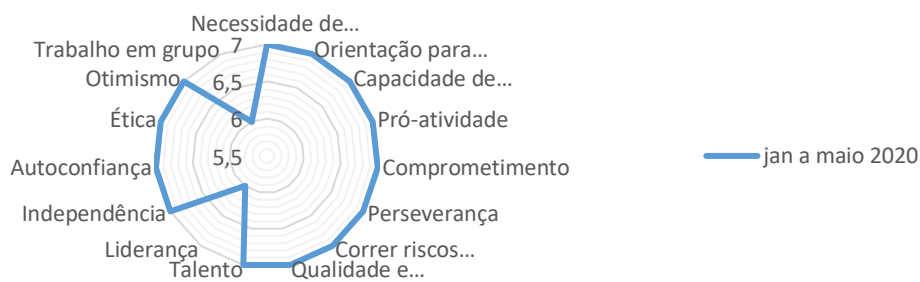 Necessidade de...
Orientação para...
Capacidade de...
Pró-atividade
Comprometimento
Perseverança
Correr riscos...
Qualidade e...
Talento
Liderança
Independência
Autoconfiança
Ética
Otimismo
Trabalho em grupo
7
6,5
6
5,5
jan a maio 2020